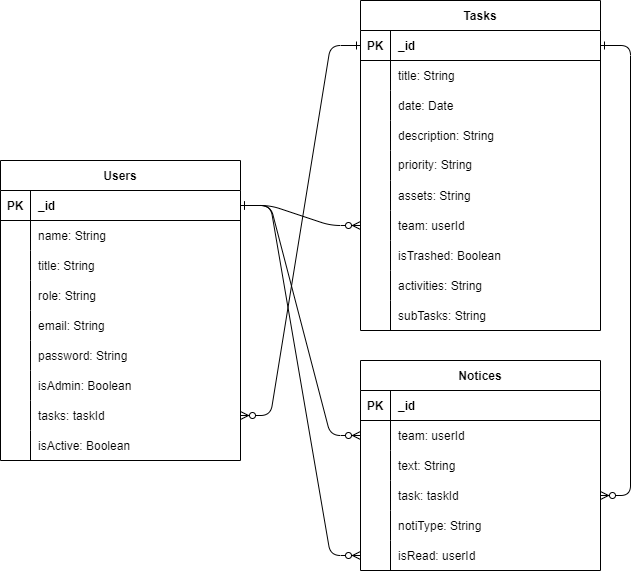 Tasks
PK _id
title: String
date: Date
description: String
priority: String
assets: String
team: userId
isTrashed: Boolean
activities: String
subTasks: String
Users
PK _id
name: String
title: String
role: String
email: String
password: String
isAdmin: Boolean
tasks: taskId
isActive: Boolean
Notices
PK _id
team: userId
text: String
task: taskId
notiType: String
isRead: userId